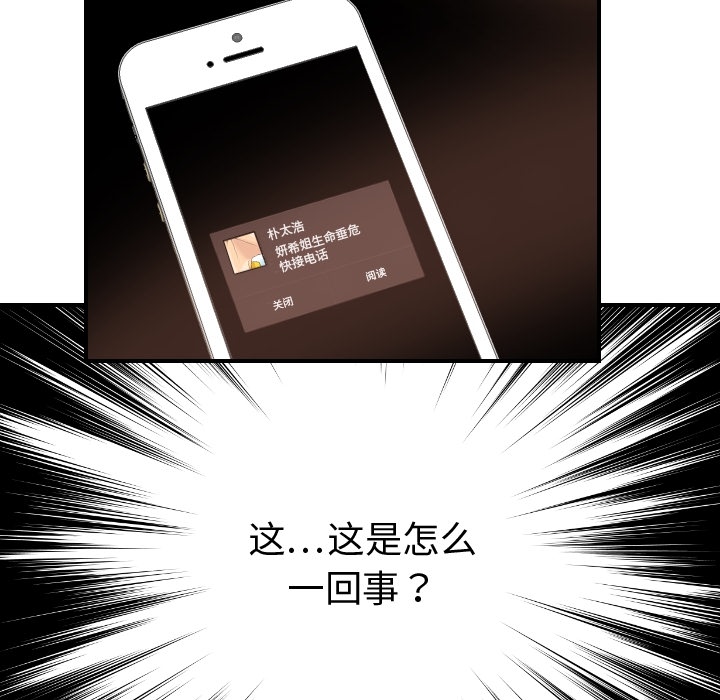 朴太浩
妍希姐生命垂危
快接电话
关闭
阅读
这...这是怎么
一回事？